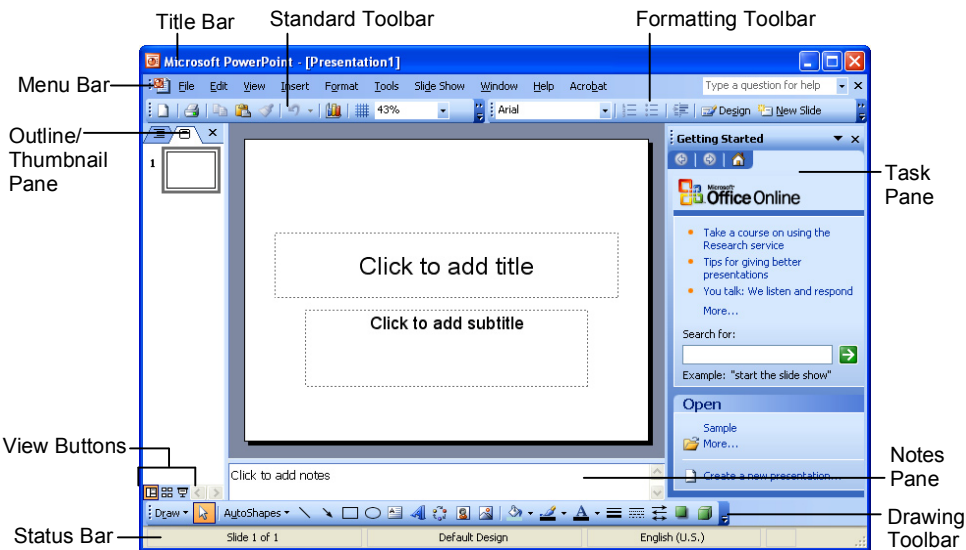 Title Bar
Standard Toolbar
Formatting Toolbar
Microsoft PowerPoint - [Presentation1]
Menu Bar
File Edit View Insert Format Tools Slide Show Window Help Acrobat
Type a question for help
43%
Arial
Design
New Slide
Outline/
Thumbnail
Pane
1
Getting Started
Task
Pane
Microsoft
Office Online
Take a course on using the
Research service
Tips for giving better
presentations
You talk: We listen and respond
More...
Click to add title
Click to add subtitle
Search for:
Example: "start the slide show"
Open
Sample
More...
Create a new presentation...
View Buttons
Click to add notes
Notes
Pane
Draw
AutoShapes
A
Drawing
Toolbar
Status Bar
Slide 1 of 1
Default Design
English (U.S.)